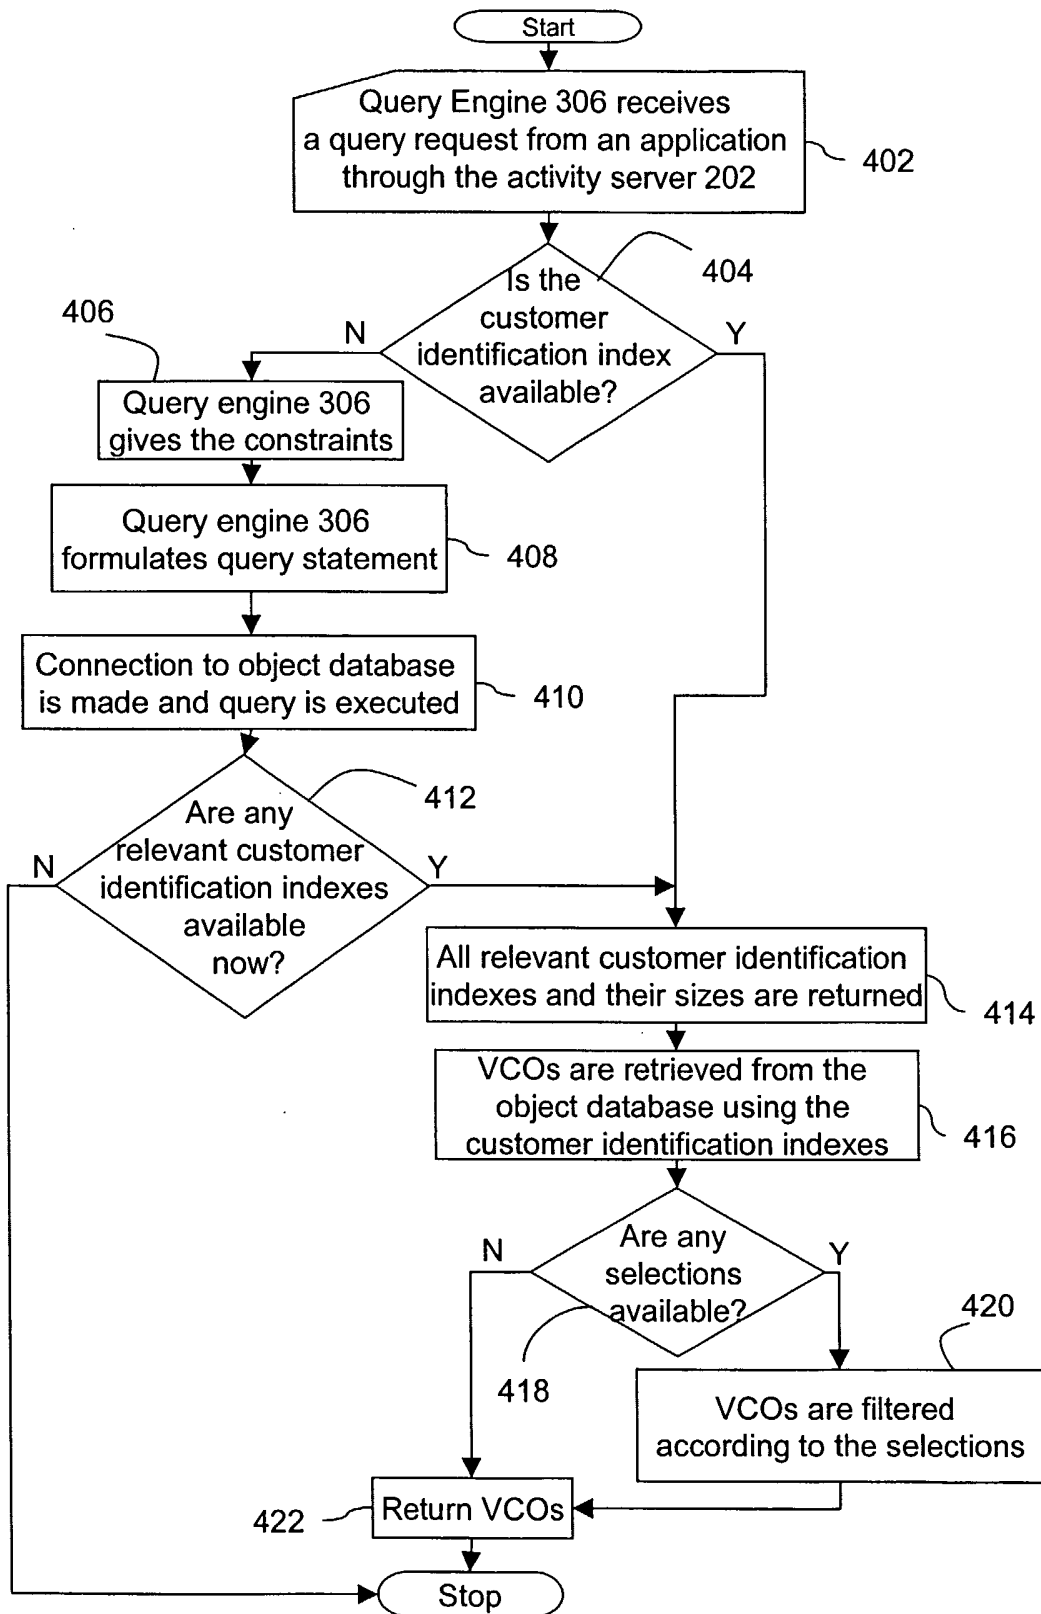 Start
Query Engine 306 receives
a query request from an application
through the activity server 202
402
Is the
customer
identification index
available?
404
N
Y
406
Query engine 306
gives the constraints
Query engine 306
formulates query statement
408
Connection to object database
is made and query is executed
410
Are any
relevant customer
identification indexes
available
now?
412
N
Y
All relevant customer identification
indexes and their sizes are returned
414
VCOs are retrieved from the
object database using the
customer identification indexes
416
Are any
selections
available?
N
Y
418
420
VCOs are filtered
according to the selections
Return VCOs
422
Stop